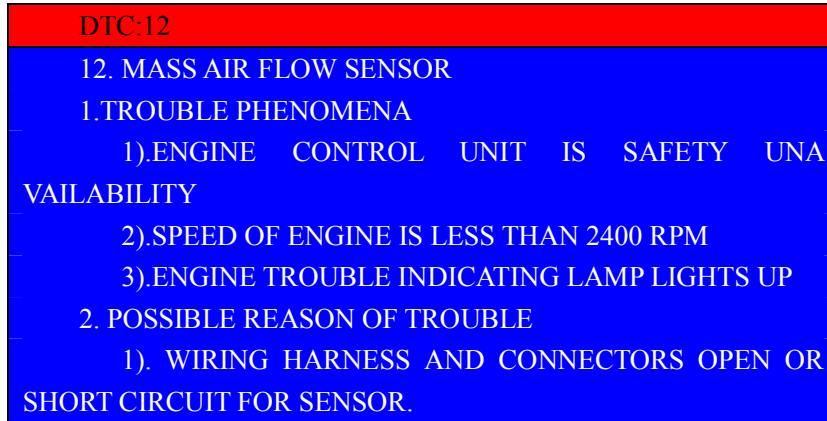 DTC:12
12. MASS AIR FLOW SENSOR
1.TROUBLE PHENOMENA
1).ENGINE CONTROL UNIT IS SAFETY UNA
VAILABILITY
2).SPEED OF ENGINE IS LESS THAN 2400 RPM
3).ENGINE TROUBLE INDICATING LAMP LIGHTS UP
2. POSSIBLE REASON OF TROUBLE
1). WIRING HARNESS AND CONNECTORS OPEN OR
SHORT CIRCUIT FOR SENSOR.